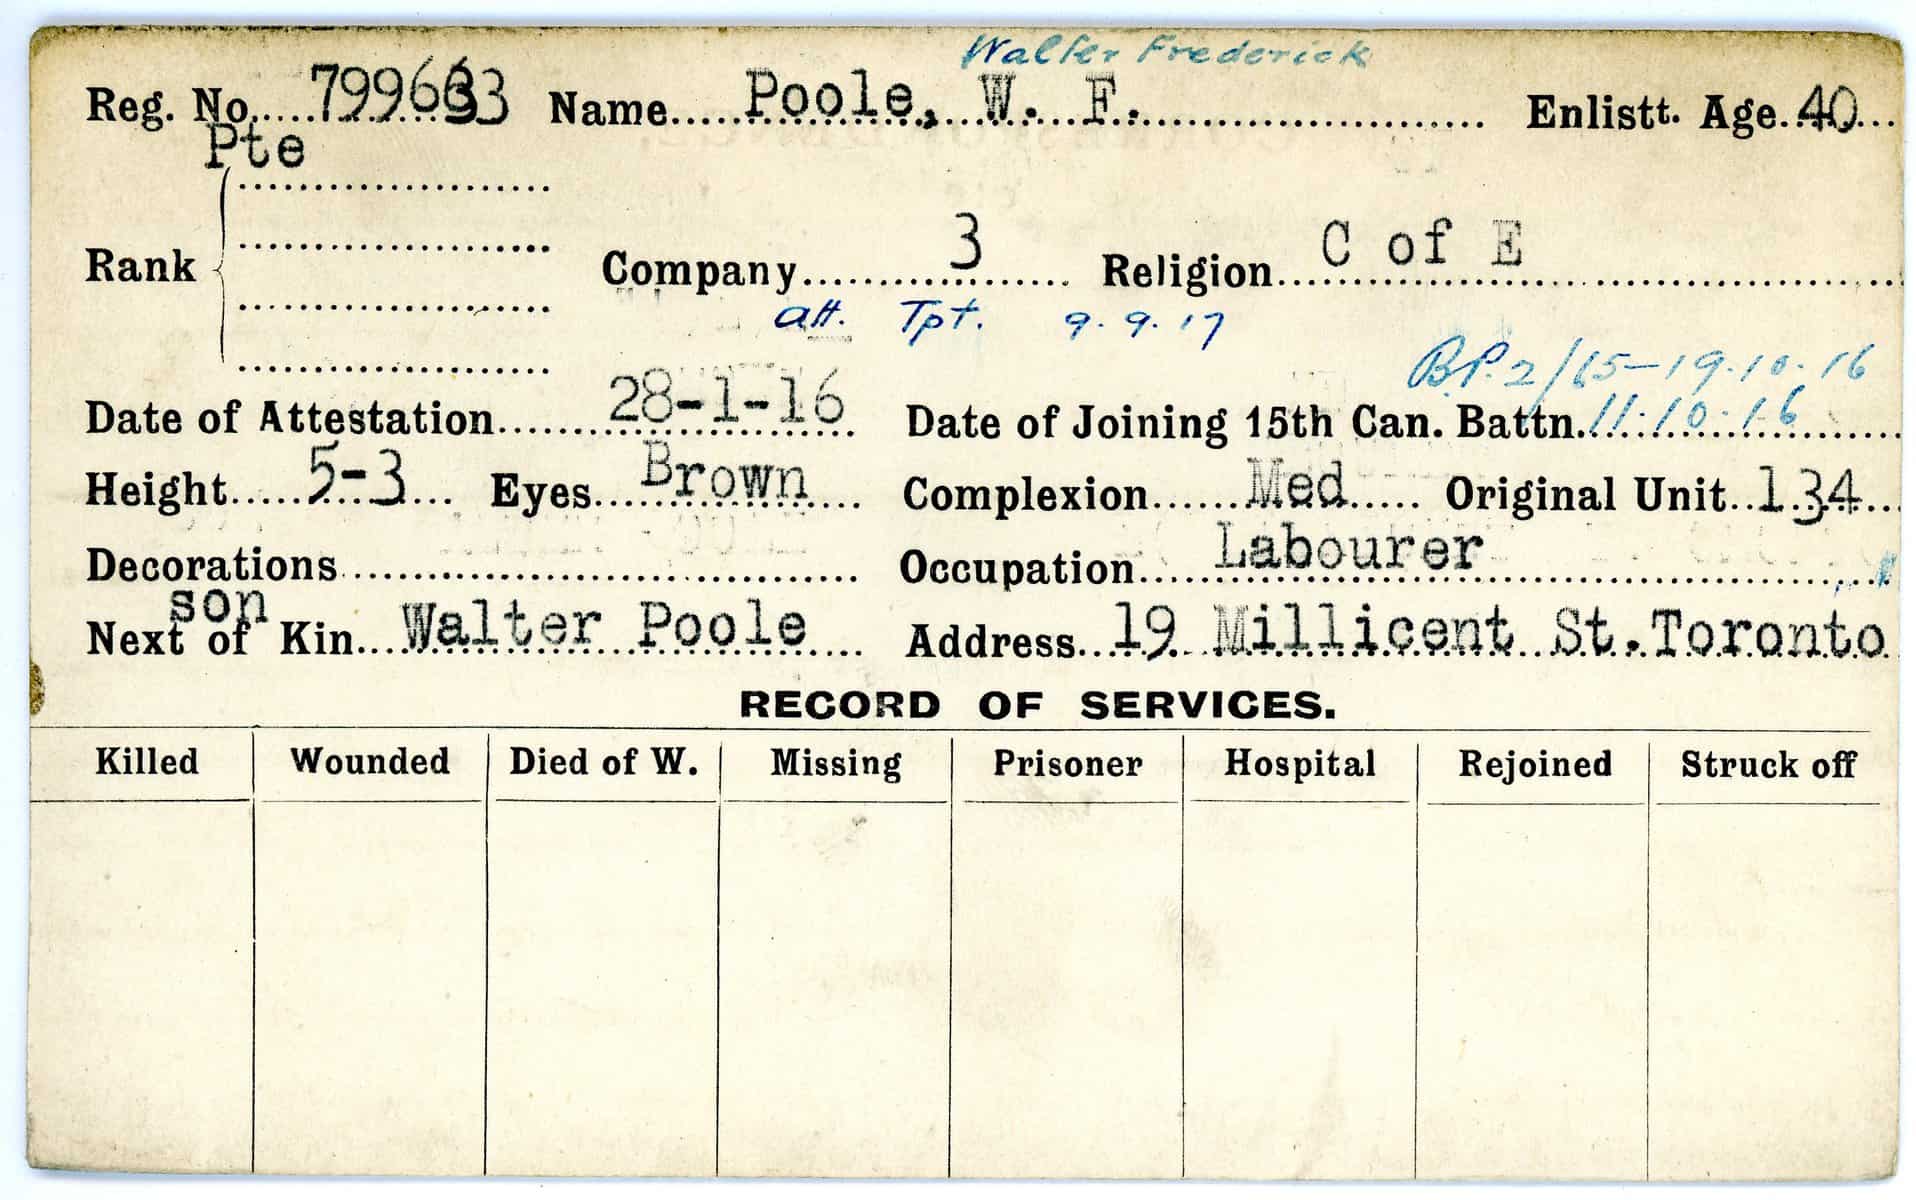 Walter Frederick
Reg. No. 799633 Name Poole, W. F. Enlistt. Age 40
Pte
Rank Company 3 Religion C of E
att. Tpt. 9.9.17
BP.2/65-19.10.16
Date of Attestation 28-1-16 Date of Joining 15th Can. Battn. 11.10.16
Height 5-3 Eyes Brown Complexion Med Original Unit 134
Decorations Occupation Labourer
son
Next of Kin Walter Poole Address 19 Millicent St. Toronto
RECORD OF SERVICES.
Killed Wounded Died of W. Missing Prisoner Hospital Rejoined Struck off